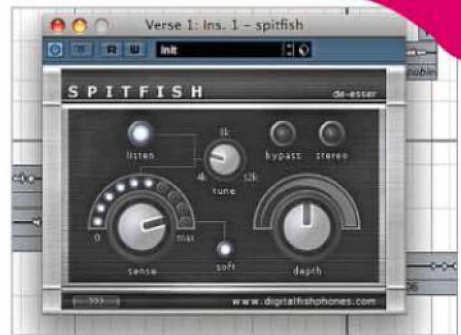 Verse 1: Ins. 1 – spitfish
R W Init
SPITFISH de-esser
listen 8k bypass stereo
4k 12k
tune
0 max
sense soft depth
??? www.digitalfishphones.com